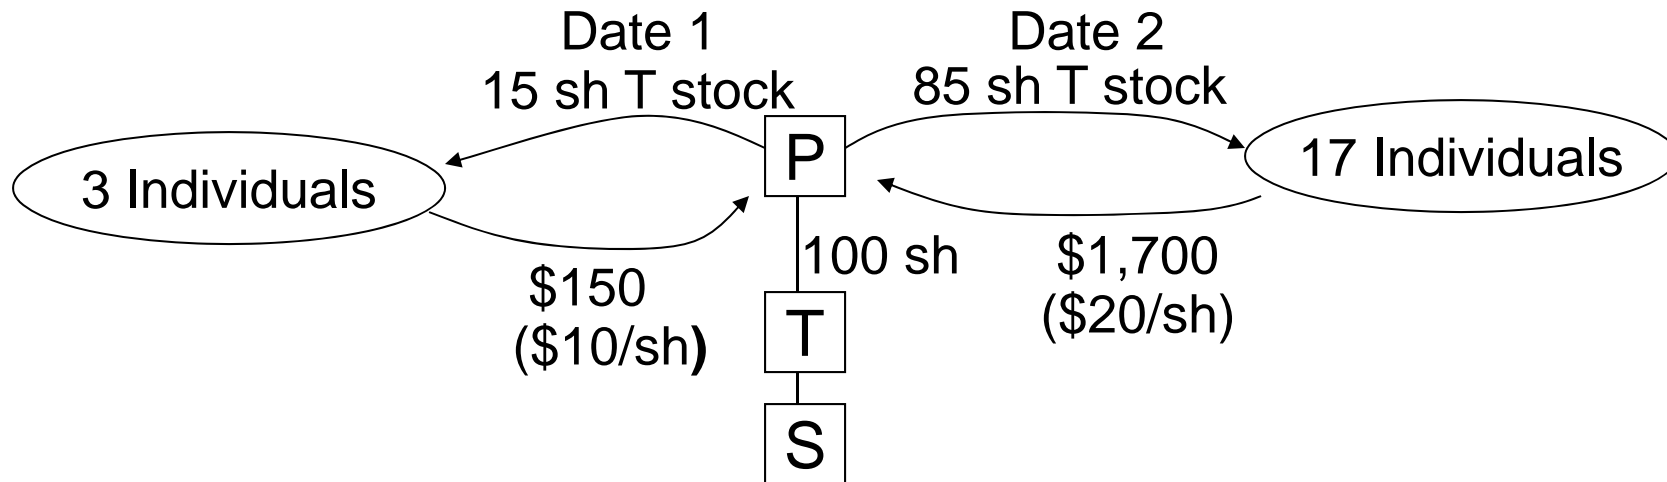 Date 1
15 sh T stock
Date 2
85 sh T stock
3 Individuals
P
17 Individuals
100 sh
$150
($10/sh)
$1,700
($20/sh)
T
S